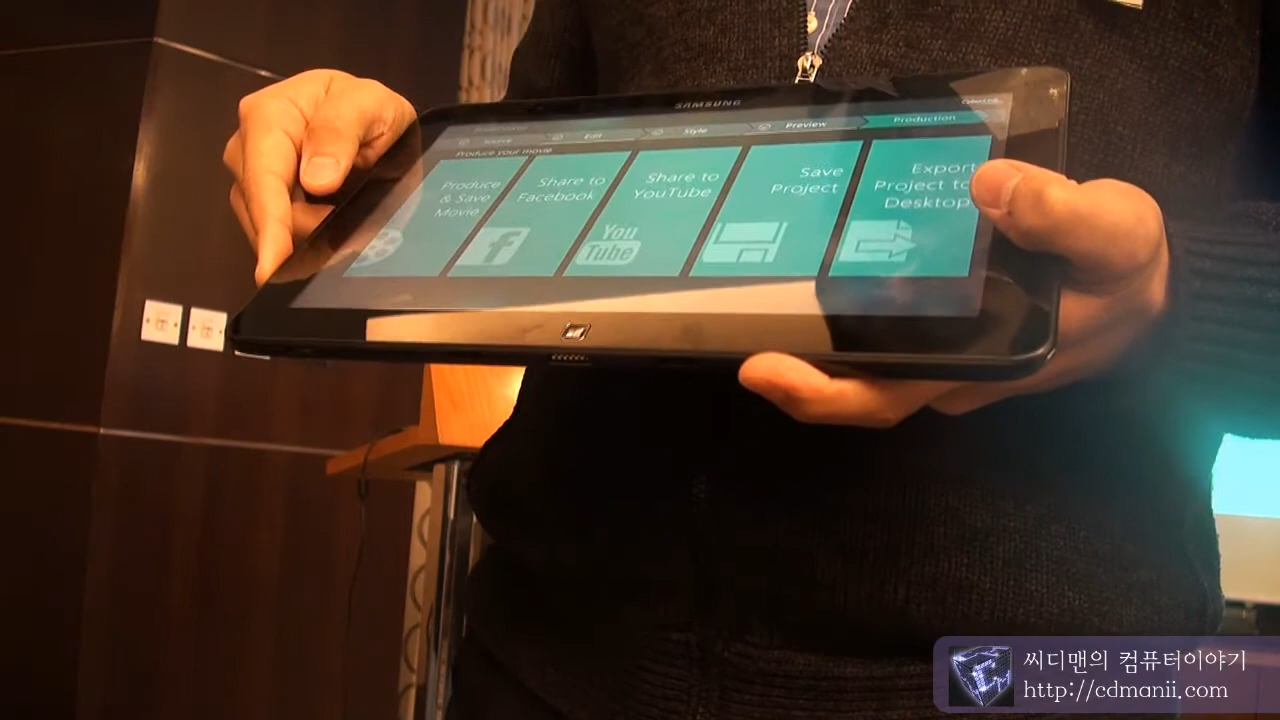 SAMSUNG
CyberLink
Edit
Style
Preview
Production
Produce your movie
Produce
& Save
Movie
Share to
Facebook
Share to
YouTube
Save
Project
Export
Project to
Desktop
f
You
Tube
씨디맨의 컴퓨터이야기
http://cdmanii.com